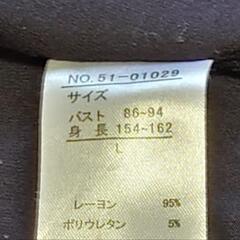 NO.51-01029
サイズ
バスト 86~94
身長 154~162
L
レーヨン 95%
ポリウレタン 5%